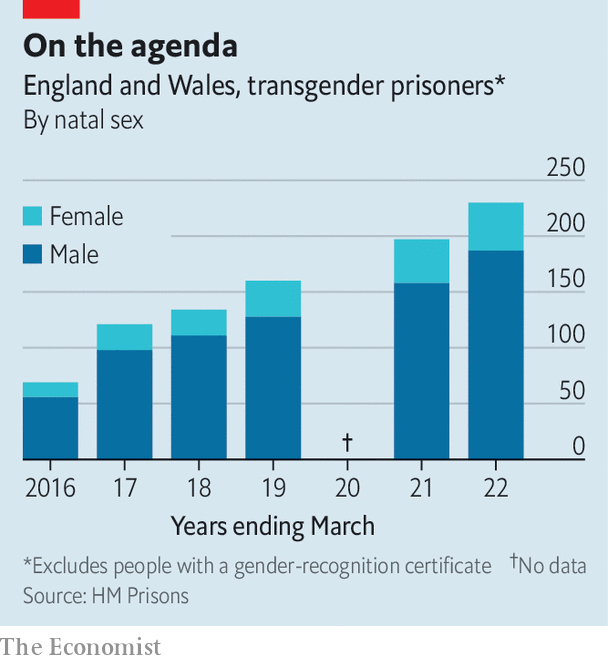 On the agenda
England and Wales, transgender prisoners*
By natal sex
250
Female
200
Male
150
100
50
†
0
2016 17 18 19 20 21 22
Years ending March
*Excludes people with a gender-recognition certificate †No data
Source: HM Prisons
The Economist